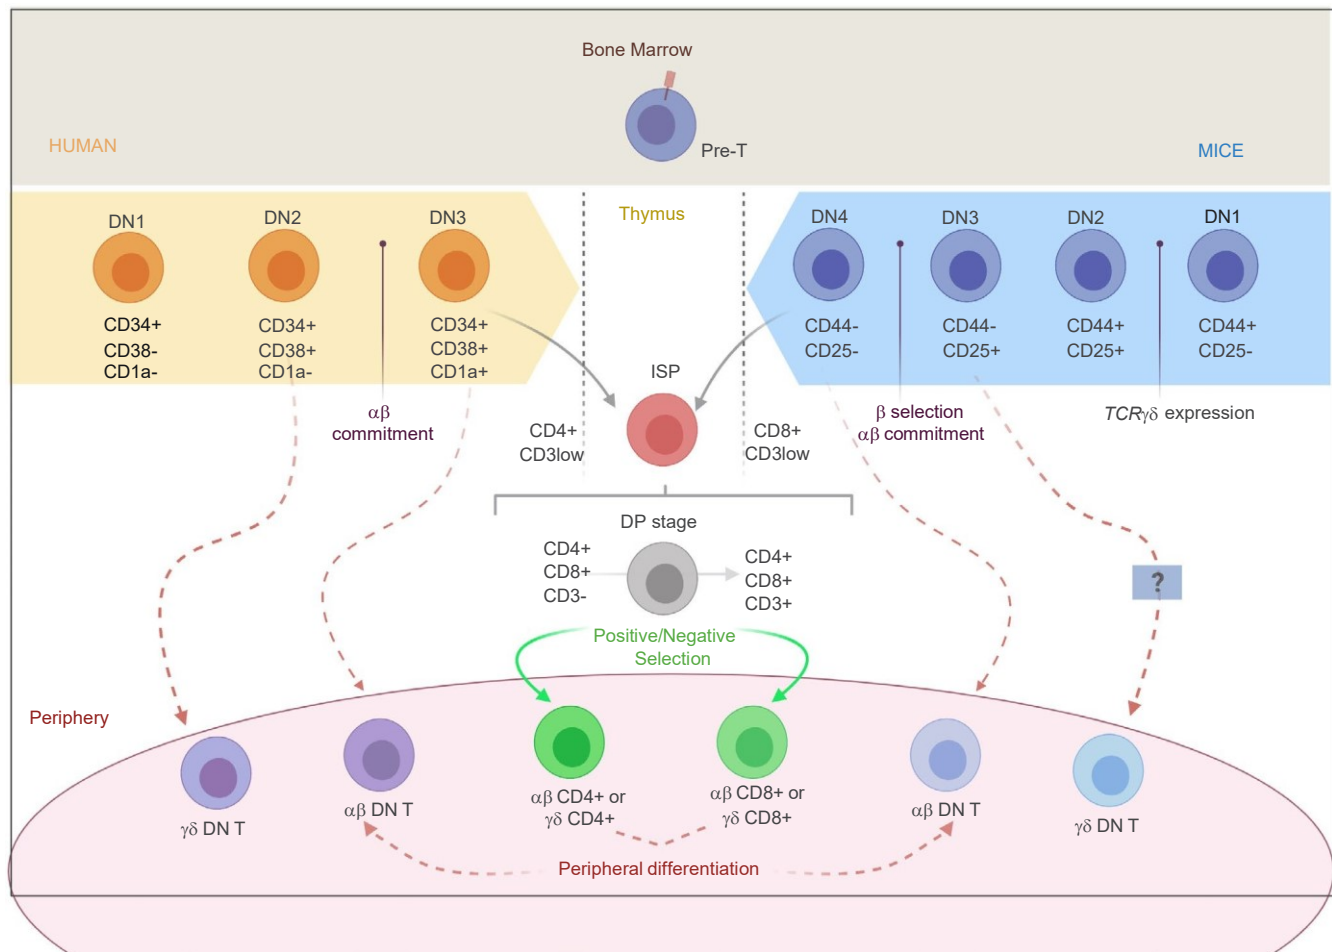 Bone Marrow
HUMAN
Pre-T
MICE
Thymus
DN1
DN2
DN3
DN4
DN3
DN2
DN1
CD34+
CD38-
CD1a-
CD34+
CD38+
CD1a-
CD34+
CD38+
CD1a+
CD44-
CD25-
CD44-
CD25+
CD44+
CD25+
CD44+
CD25-
ISP
αβ
commitment
CD4+
CD3low
CD8+
CD3low
β selection
αβ commitment
TCRγδ expression
DP stage
CD4+
CD8+
CD3-
CD4+
CD8+
CD3+
?
Positive/Negative
Selection
Periphery
γδ DN T
αβ DN T
αβ CD4+ or
γδ CD4+
αβ CD8+ or
γδ CD8+
αβ DN T
γδ DN T
Peripheral differentiation